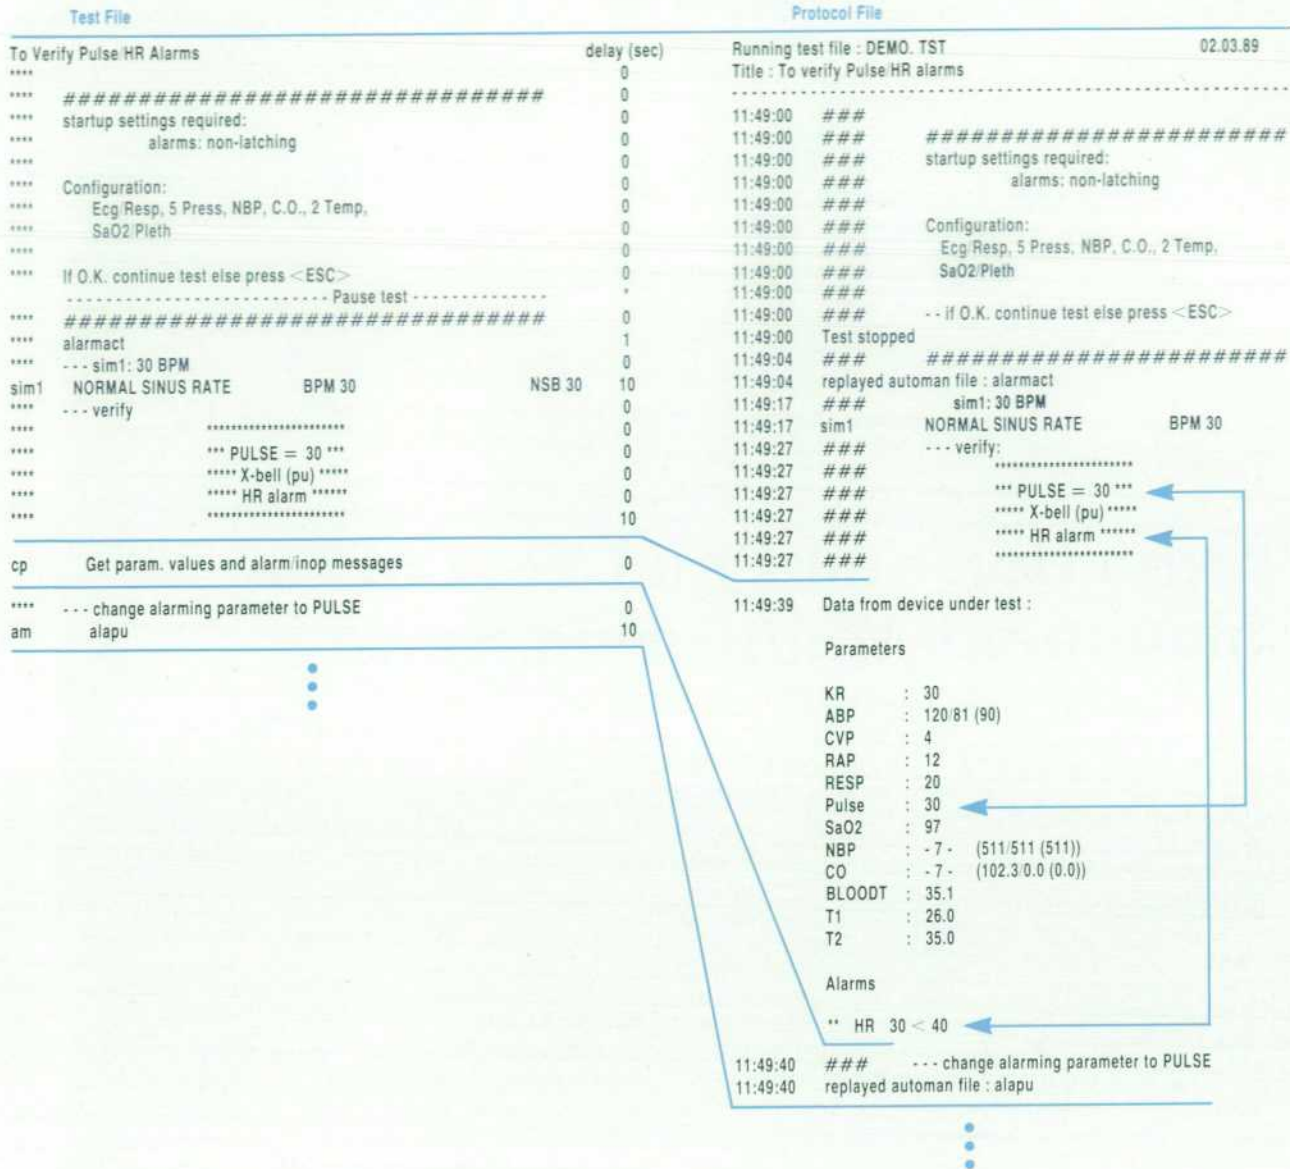 Test File
To Verify Pulse/HR Alarms delay (sec)
**** 0
**** ################################ 0
**** startup settings required: 0
**** alarms: non-latching 0
**** 0
**** Configuration: 0
**** Ecg/Resp, 5 Press, NBP, C.O., 2 Temp, 0
**** SaO2/Pleth 0
**** 0
**** If O.K. continue test else press <ESC> 0
- - - - - - - - - - - - - - - - - - - - - - - - - - - Pause test - - - - - - - - - - - - - - *
**** ################################ 0
**** alarmact 1
**** - - - sim1: 30 BPM 0
sim1 NORMAL SINUS RATE BPM 30 NSB 30 10
**** - - - verify 0
**** *********************** 0
**** *** PULSE = 30 *** 0
**** ***** X-bell (pu) ***** 0
**** ***** HR alarm ****** 0
**** *********************** 10
cp Get param. values and alarm/inop messages 0
**** - - - change alarming parameter to PULSE 0
am alapu 10
Protocol File
Running test file : DEMO. TST 02.03.89
Title : To verify Pulse/HR alarms
- - - - - - - - - - - - - - - - - - - - - - - - - - - - - - - - - - - - - - - - - - - - - - - - - - - - - - - -
11:49:00 ###
11:49:00 ### ########################
11:49:00 ### startup settings required:
11:49:00 ### alarms: non-latching
11:49:00 ###
11:49:00 ### Configuration:
11:49:00 ### Ecg/Resp, 5 Press, NBP, C.O., 2 Temp,
11:49:00 ### SaO2/Pleth
11:49:00 ###
11:49:00 ### - - if O.K. continue test else press <ESC>
11:49:00 Test stopped
11:49:04 ### ########################
11:49:04 replayed automan file : alarmact
11:49:17 ### sim1: 30 BPM
11:49:17 sim1 NORMAL SINUS RATE BPM 30
11:49:27 ### - - - verify:
11:49:27 ### ***********************
11:49:27 ### *** PULSE = 30 ***
11:49:27 ### ***** X-bell (pu) *****
11:49:27 ### ***** HR alarm ******
11:49:27 ### ***********************
11:49:39 Data from device under test :
Parameters
KR : 30
ABP : 120/81 (90)
CVP : 4
RAP : 12
RESP : 20
Pulse : 30
SaO2 : 97
NBP : - 7 - (511/511 (511))
CO : - 7 - (102.3/0.0 (0.0))
BLOODT : 35.1
T1 : 26.0
T2 : 35.0
Alarms
** HR 30 < 40
11:49:40 ### - - - change alarming parameter to PULSE
11:49:40 replayed automan file : alapu